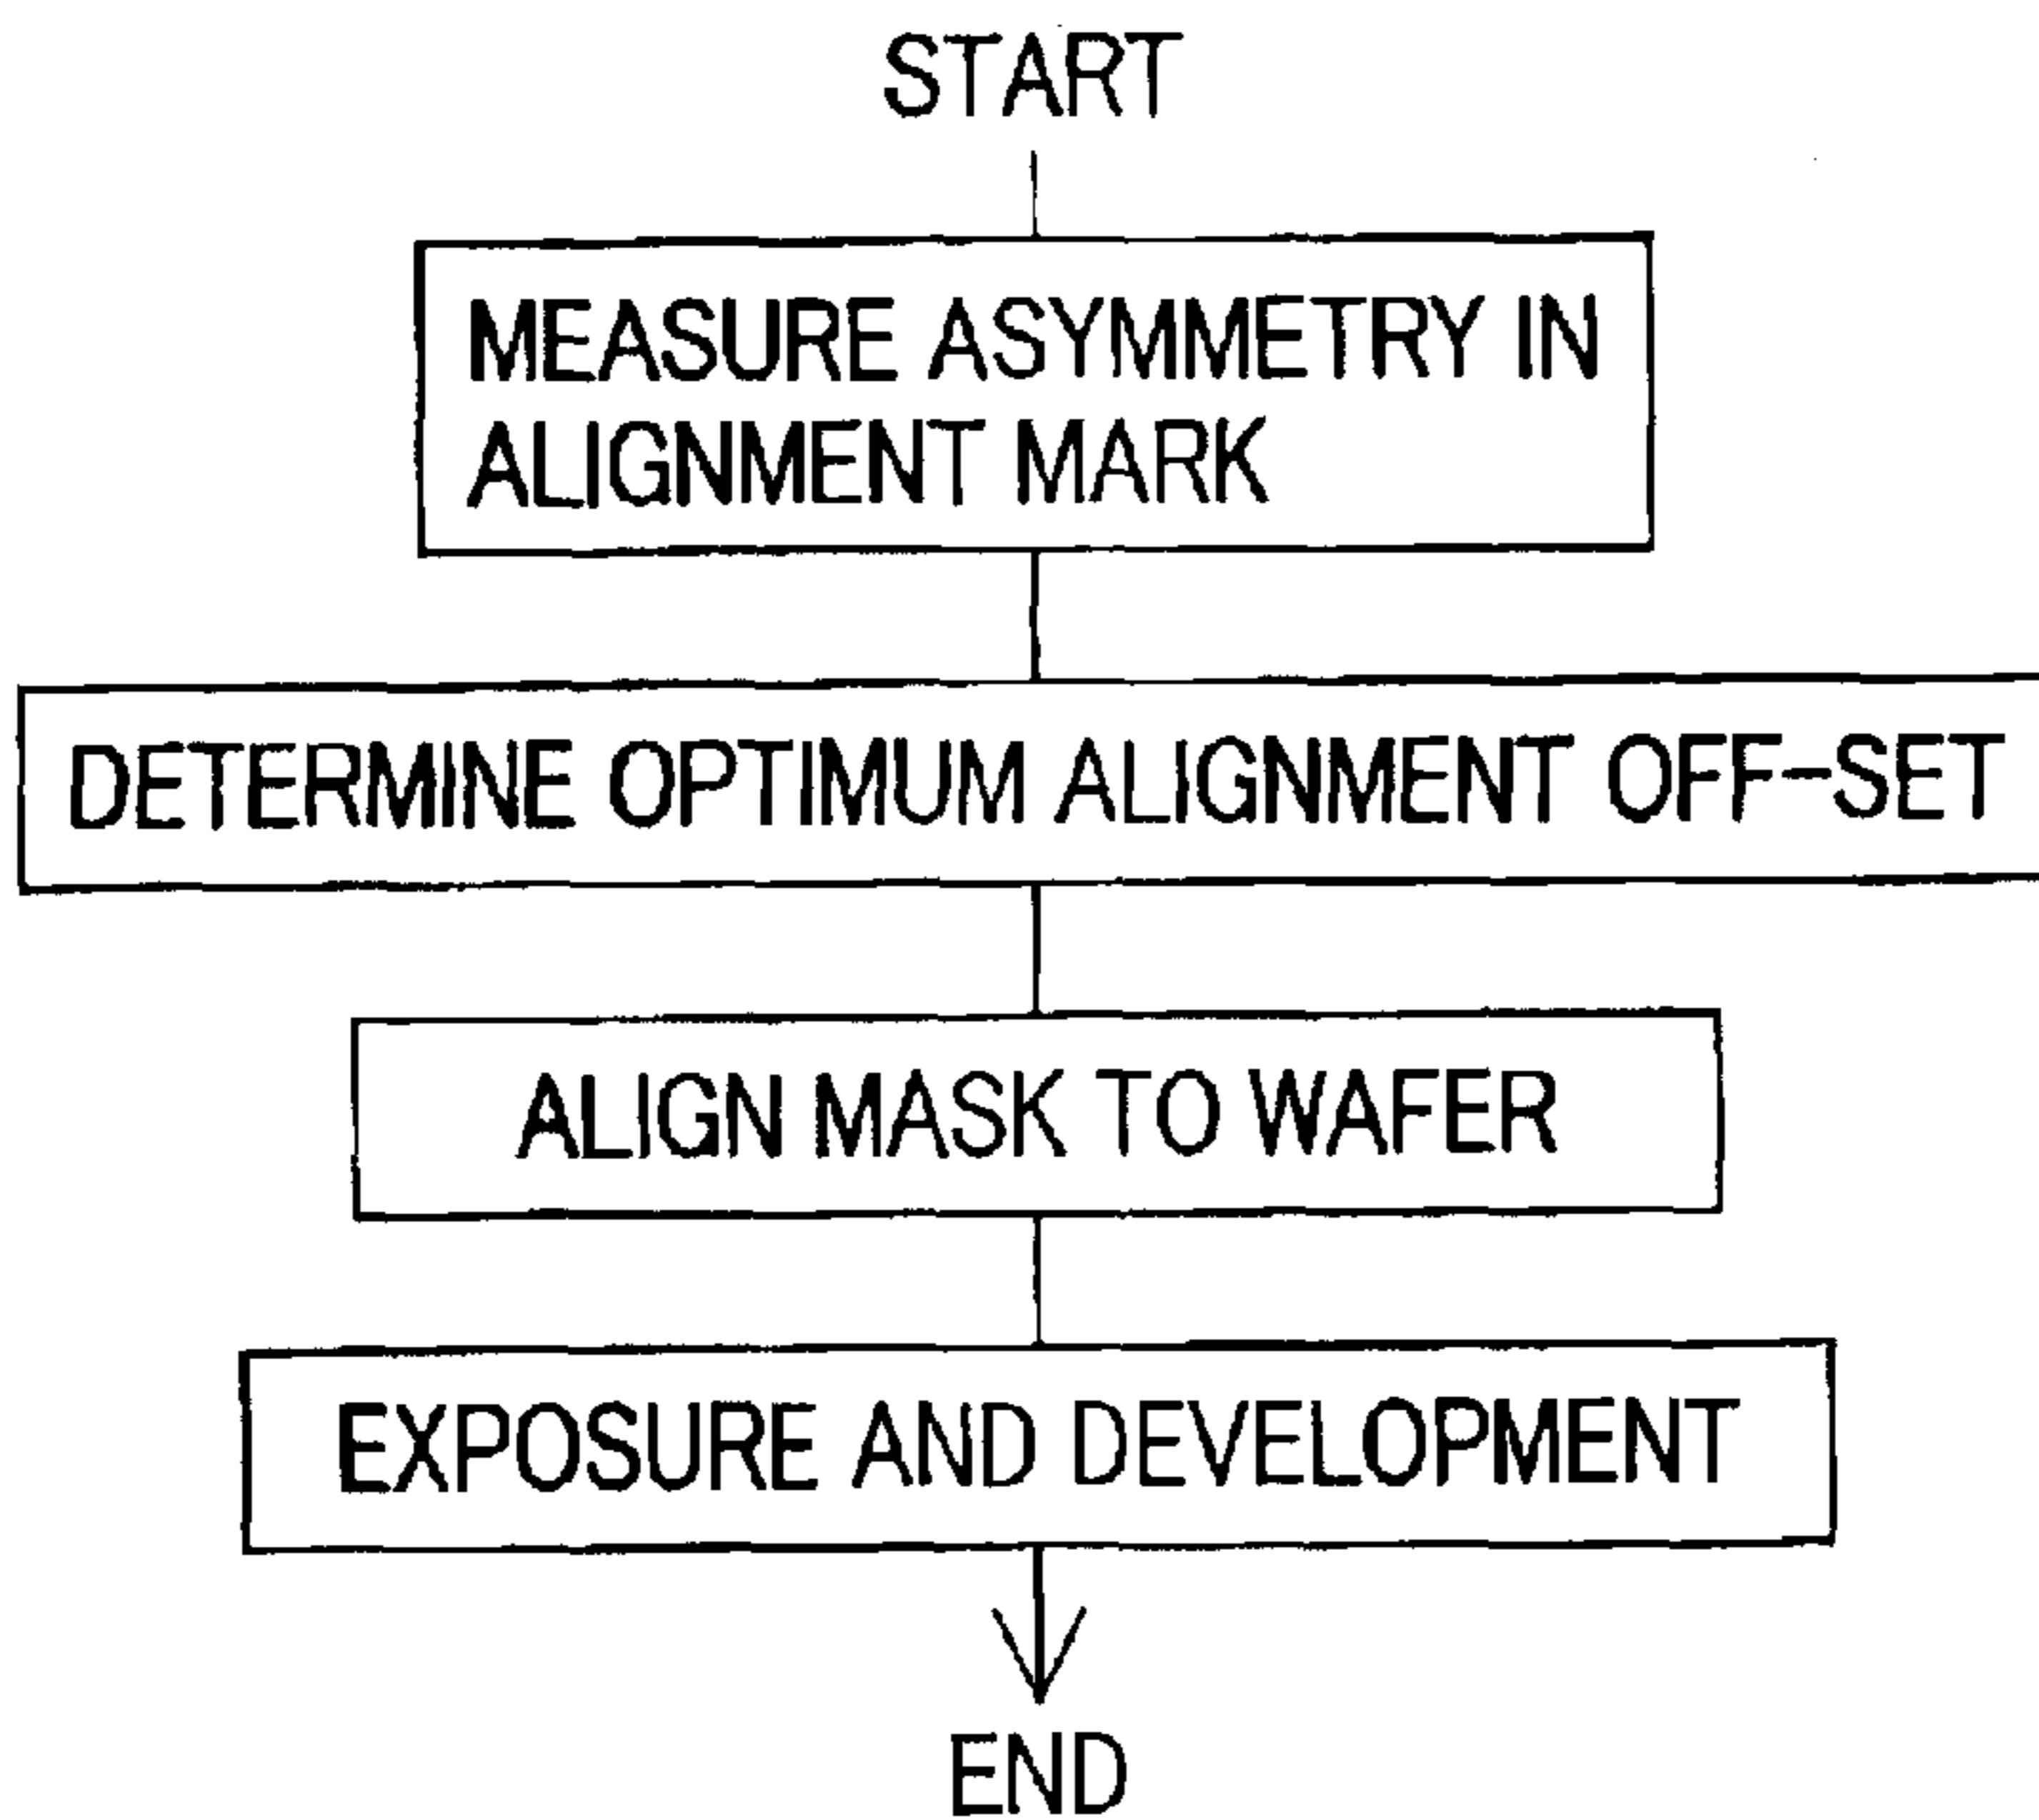 START
MEASURE ASYMMETRY IN
ALIGNMENT MARK
DETERMINE OPTIMUM ALIGNMENT OFF-SET
ALIGN MASK TO WAFER
EXPOSURE AND DEVELOPMENT
END